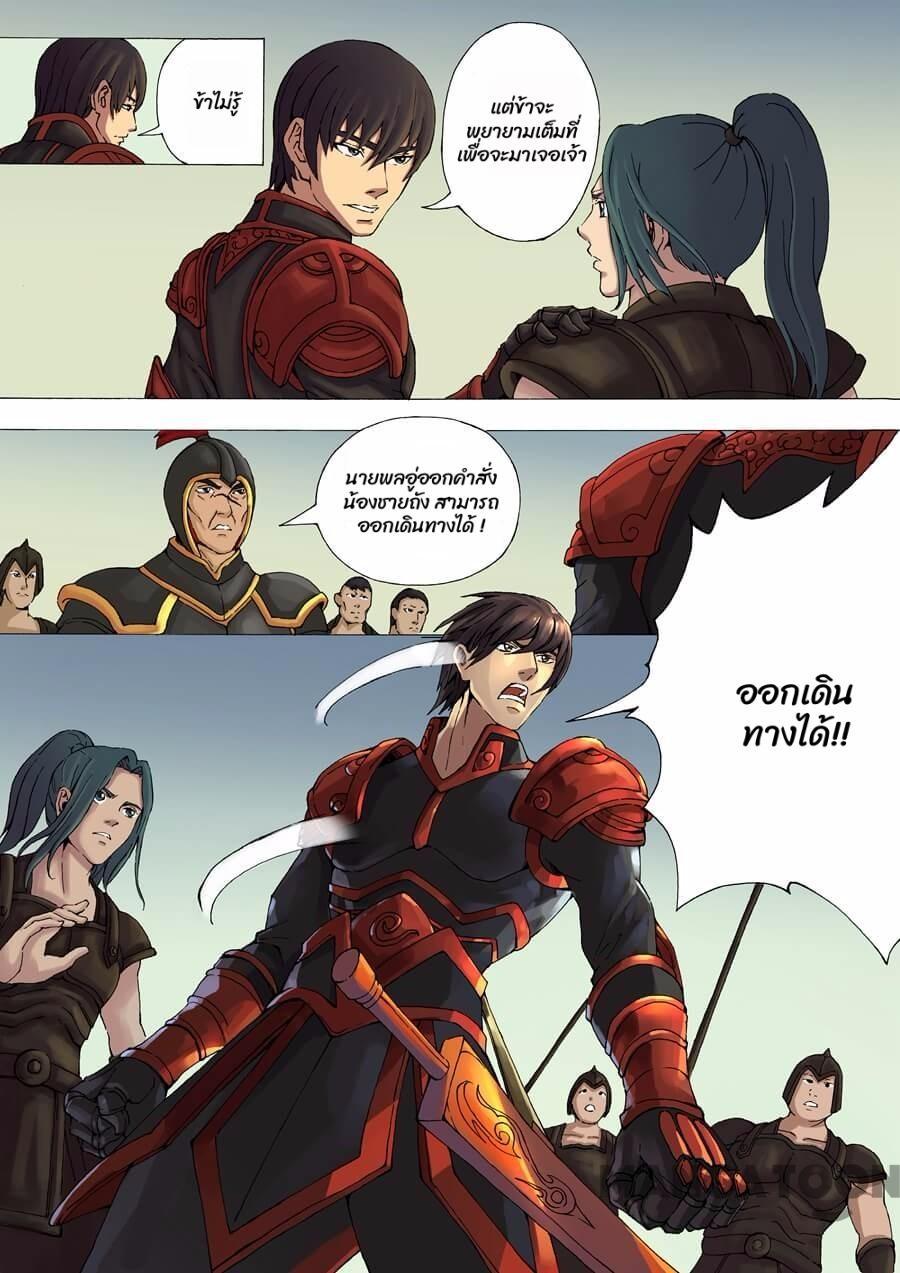 ข้าไม่รู้
แต่ข้าจะ
พยายามเต็มที่
เพื่อจะมาเจอเจ้า
นายพลอู่ออกคำสั่ง
น้องชายถัง สามารถ
ออกเดินทางได้ !
ออกเดิน
ทางได้!!
MANGATOON